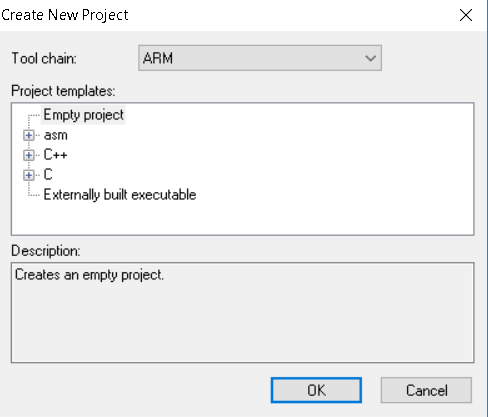 Create New Project
Tool chain: ARM
Project templates:
Empty project
asm
C++
C
Externally built executable
Description:
Creates an empty project.
OK Cancel